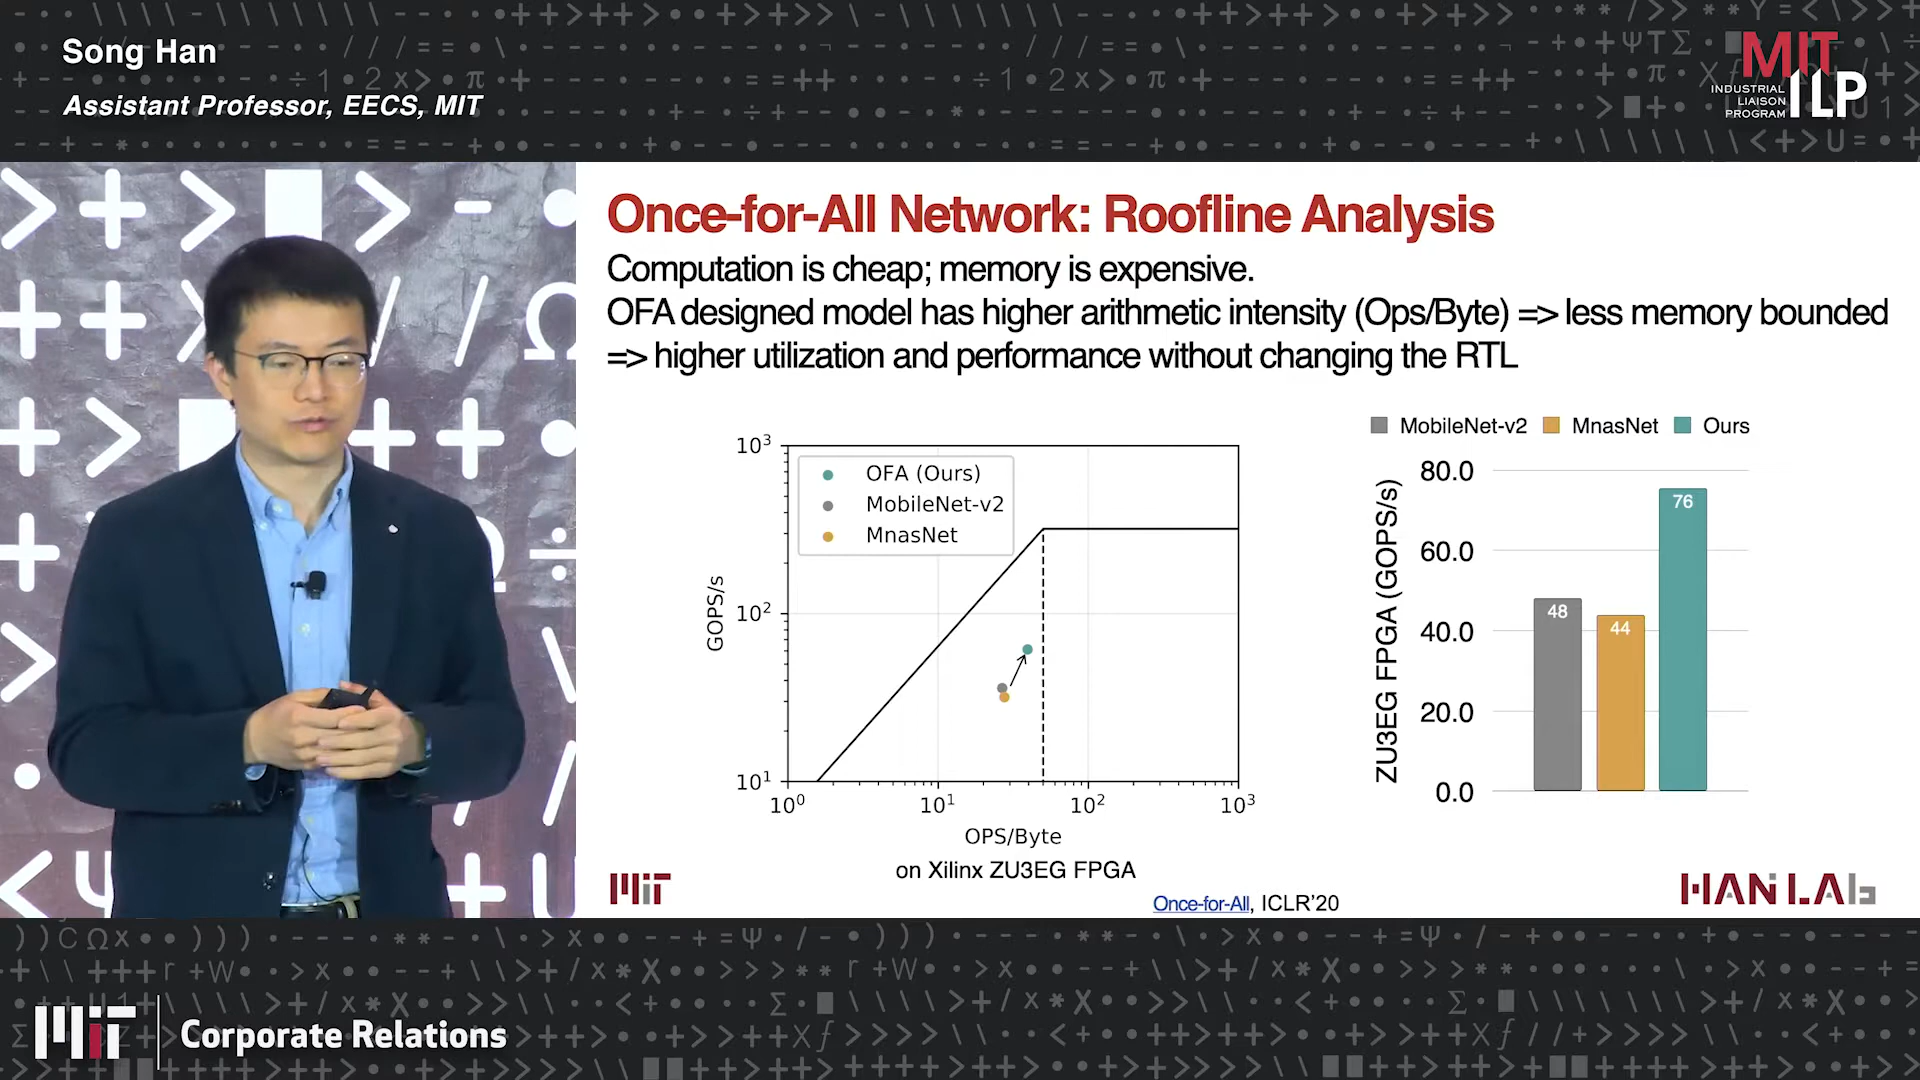 Song Han
Assistant Professor, EECS, MIT
MIT
ILP
INDUSTRIAL
LIAISON
PROGRAM
Once-for-All Network: Roofline Analysis
Computation is cheap; memory is expensive.
OFA designed model has higher arithmetic intensity (Ops/Byte) => less memory bounded
=> higher utilization and performance without changing the RTL
10³
OFA (Ours)
MobileNet-v2
MnasNet
GOPS/s
10²
10¹
10⁰ 10¹ 10² 10³
OPS/Byte
on Xilinx ZU3EG FPGA
MobileNet-v2 MnasNet Ours
ZU3EG FPGA (GOPS/s)
80.0
60.0
40.0
20.0
0.0
48
44
76
MIT
Once-for-All, ICLR'20
HAN LAb
MIT
Corporate Relations